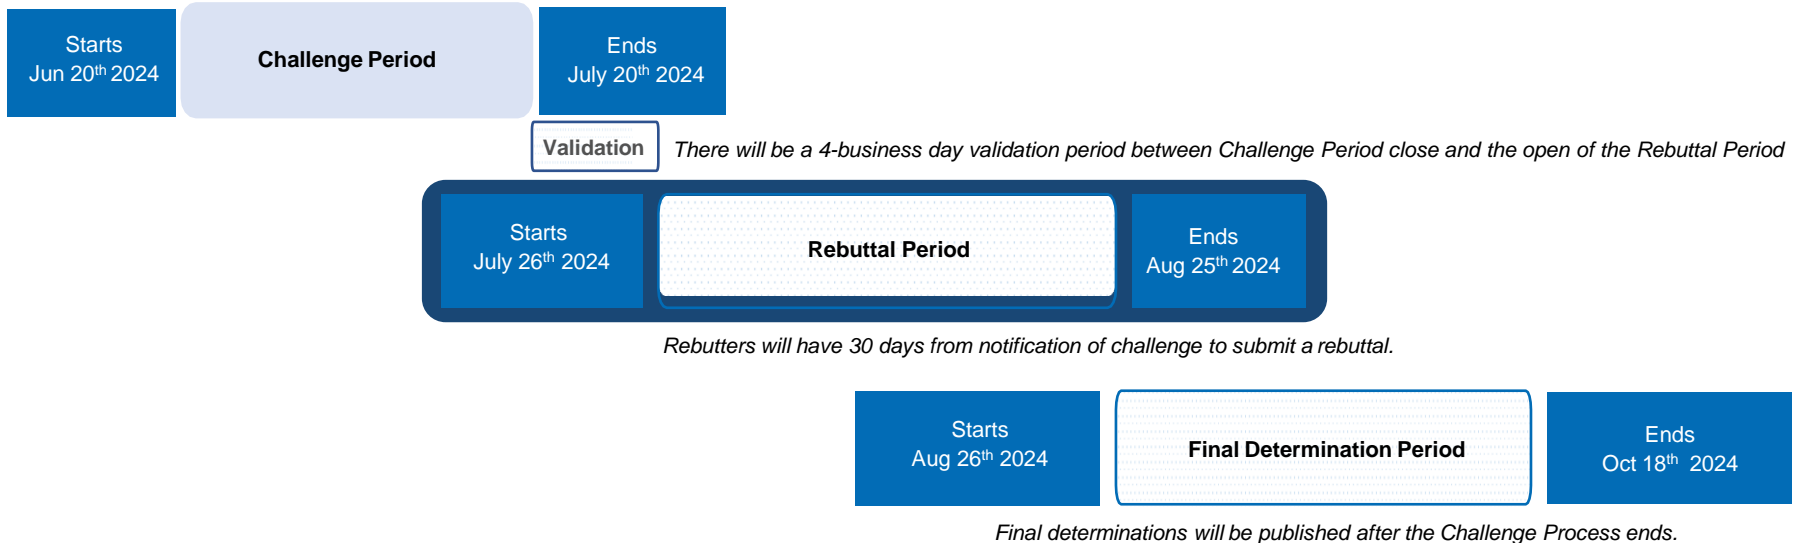 Starts
Jun 20th 2024
Challenge Period
Ends
July 20th 2024
Validation
There will be a 4-business day validation period between Challenge Period close and the open of the Rebuttal Period
Starts
July 26th 2024
Rebuttal Period
Ends
Aug 25th 2024
Rebutters will have 30 days from notification of challenge to submit a rebuttal.
Starts
Aug 26th 2024
Final Determination Period
Ends
Oct 18th 2024
Final determinations will be published after the Challenge Process ends.